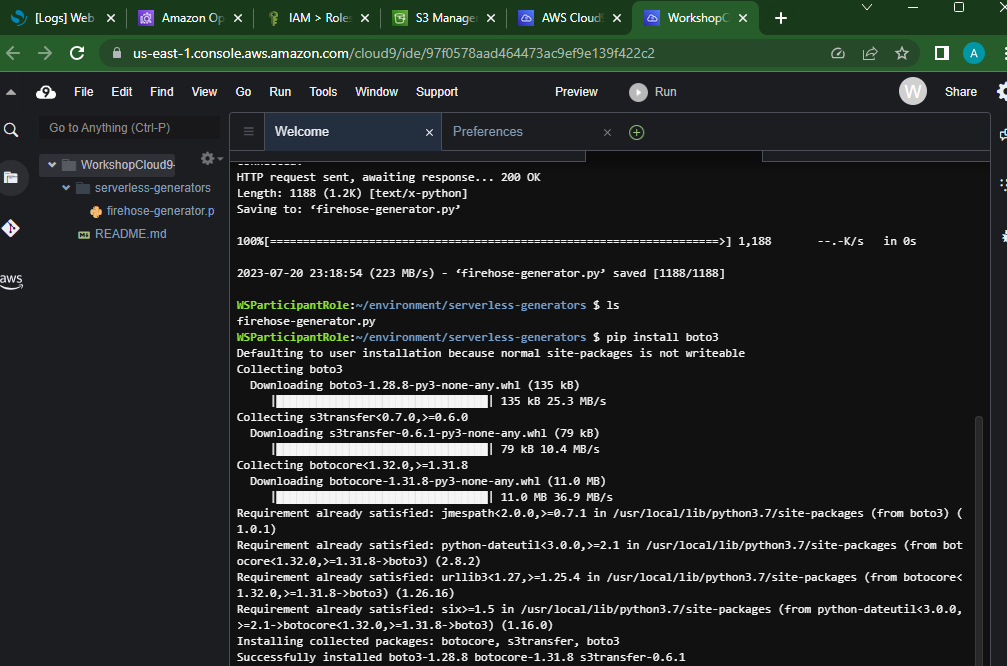 [Logs] Web
Amazon Op
IAM > Roles
S3 Manage
AWS Cloud
WorkshopC
us-east-1.console.aws.amazon.com/cloud9/ide/97f0578aad464473ac9ef9e139f422c2
A
9 File Edit Find View Go Run Tools Window Support Preview Run W Share
Go to Anything (Ctrl-P)
Welcome
Preferences
WorkshopCloud9-
serverless-generators
firehose-generator.p
README.md
aws
HTTP request sent, awaiting response... 200 OK
Length: 1188 (1.2K) [text/x-python]
Saving to: ‘firehose-generator.py’
100%[====================================================================>] 1,188       --.-K/s   in 0s
2023-07-20 23:18:54 (223 MB/s) - ‘firehose-generator.py’ saved [1188/1188]
WSParticipantRole:~/environment/serverless-generators $ ls
firehose-generator.py
WSParticipantRole:~/environment/serverless-generators $ pip install boto3
Defaulting to user installation because normal site-packages is not writeable
Collecting boto3
Downloading boto3-1.28.8-py3-none-any.whl (135 kB)
|████████████████████████████████| 135 kB 25.3 MB/s
Collecting s3transfer<0.7.0,>=0.6.0
Downloading s3transfer-0.6.1-py3-none-any.whl (79 kB)
|████████████████████████████████| 79 kB 10.4 MB/s
Collecting botocore<1.32.0,>=1.31.8
Downloading botocore-1.31.8-py3-none-any.whl (11.0 MB)
|████████████████████████████████| 11.0 MB 36.9 MB/s
Requirement already satisfied: jmespath<2.0.0,>=0.7.1 in /usr/local/lib/python3.7/site-packages (from boto3) (
1.0.1)
Requirement already satisfied: python-dateutil<3.0.0,>=2.1 in /usr/local/lib/python3.7/site-packages (from bot
ocore<1.32.0,>=1.31.8->boto3) (2.8.2)
Requirement already satisfied: urllib3<1.27,>=1.25.4 in /usr/local/lib/python3.7/site-packages (from botocore<
1.32.0,>=1.31.8->boto3) (1.26.16)
Requirement already satisfied: six>=1.5 in /usr/local/lib/python3.7/site-packages (from python-dateutil<3.0.0,
>=2.1->botocore<1.32.0,>=1.31.8->boto3) (1.16.0)
Installing collected packages: botocore, s3transfer, boto3
Successfully installed boto3-1.28.8 botocore-1.31.8 s3transfer-0.6.1